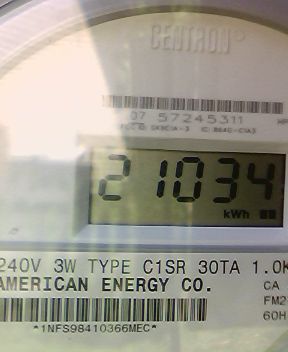 CENTRON®
07 57245311
21034
kWh
240V 3W TYPE C1SR 30TA 1.0K
AMERICAN ENERGY CO. CA
FM2
*1NFS98410366MEC* 60H